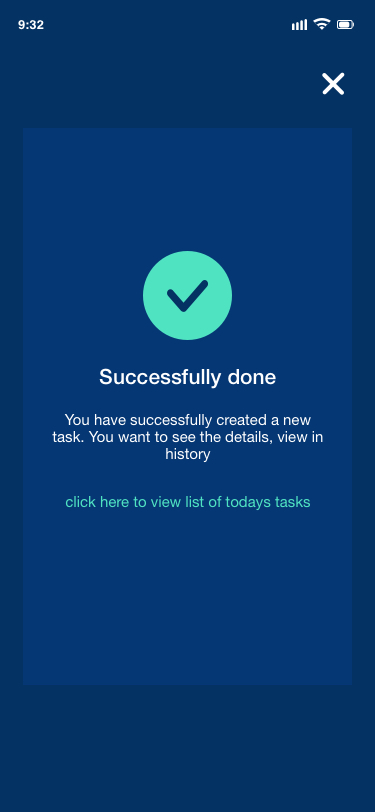 9:32
Successfully done
You have successfully created a new
task. You want to see the details, view in
history
click here to view list of todays tasks